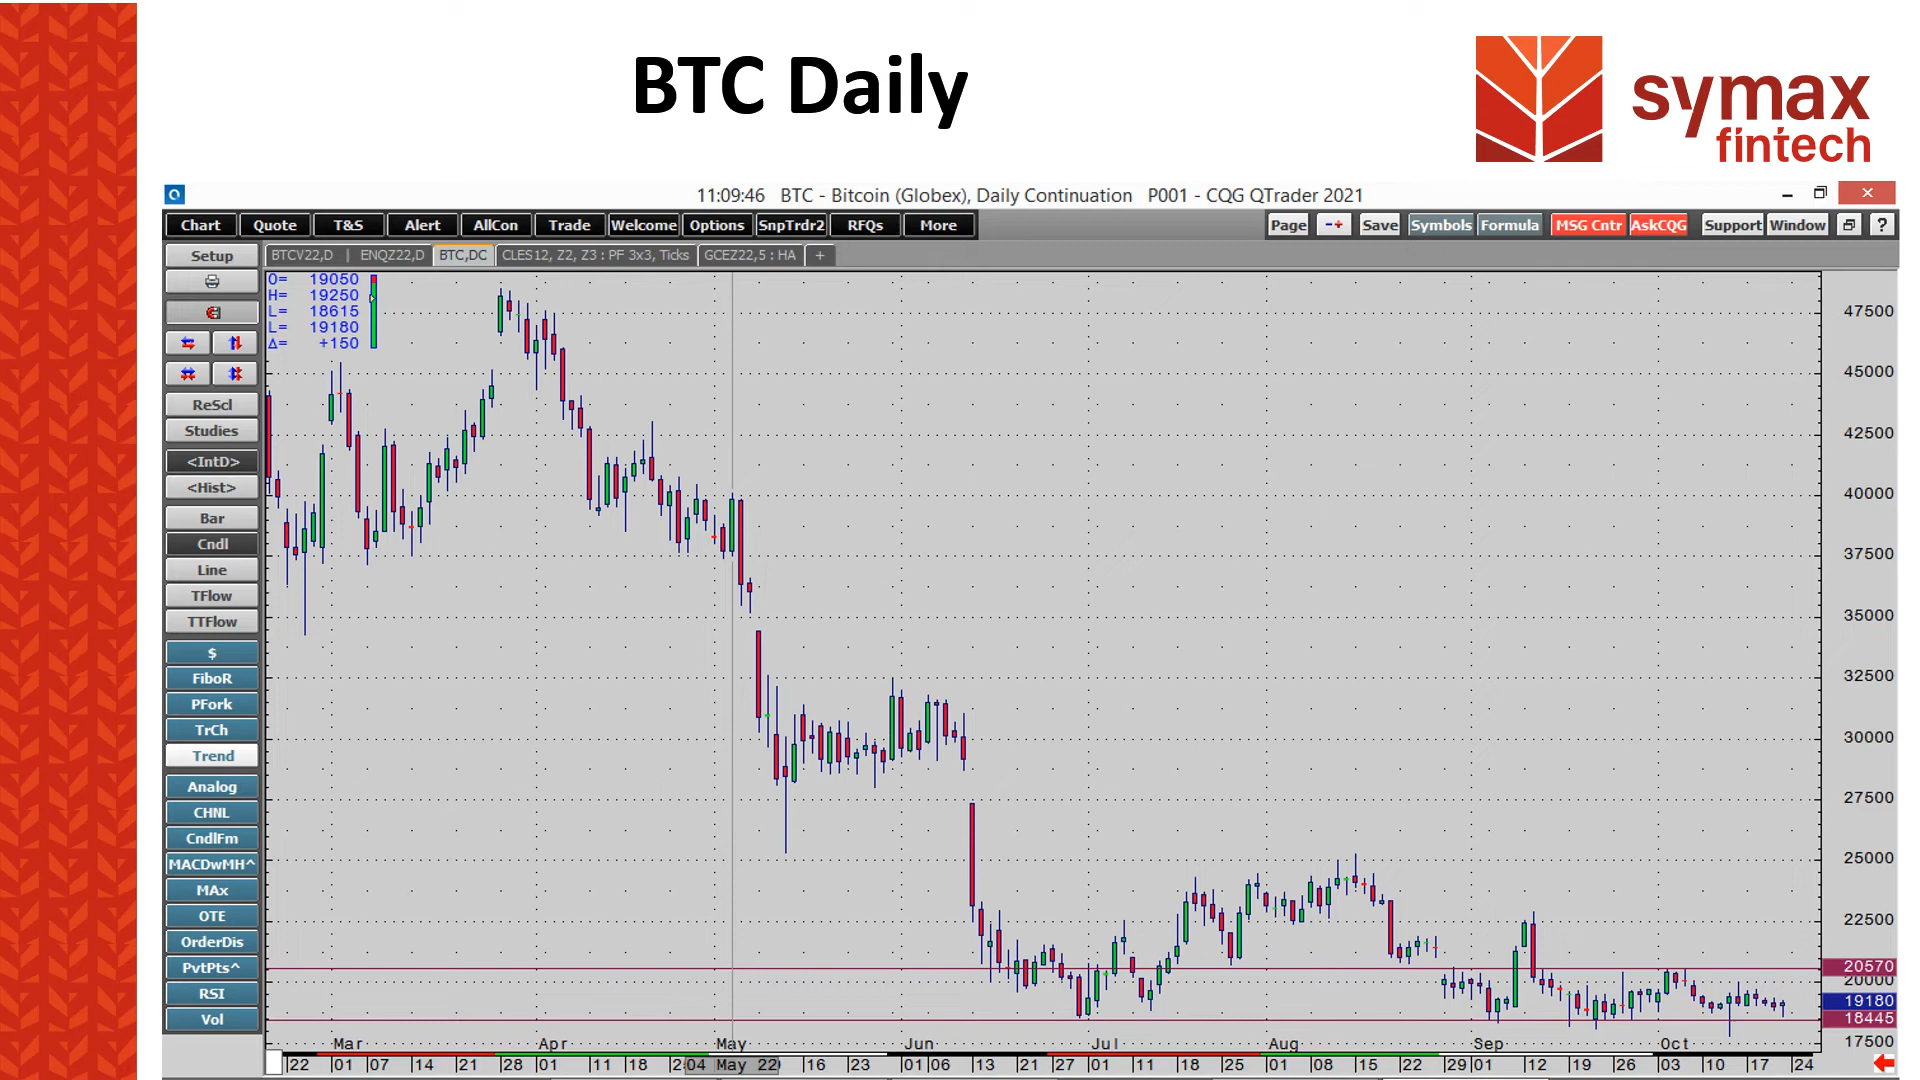 BTC Daily
symax
fintech
11:09:46 BTC - Bitcoin (Globex), Daily Continuation P001 - CQG QTrader 2021
Chart Quote T&S Alert AllCon Trade Welcome Options SnpTrdr2 RFQs More Page -+ Save Symbols Formula MSG Cntr AskCQG Support Window ?
Setup BTCV22,D | ENQZ22,D BTC,DC CLES12, Z2, Z3 : PF 3x3, Ticks GCEZ22,5 : HA +
O= 19050
H= 19250
L= 18615
L= 19180
Δ= +150
ReScl
Studies
<IntD>
<Hist>
Bar
Cndl
Line
TFlow
TTFlow
$
FiboR
PFork
TrCh
Trend
Analog
CHNL
CndlFm
MACDwMH^
MAx
OTE
OrderDis
PvtPts^
RSI
Vol
47500
45000
42500
40000
37500
35000
32500
30000
27500
25000
22500
20570
20000
19180
18445
17500
Mar Apr May Jun Jul Aug Sep Oct
22 01 07 14 21 28 01 11 18 04 May 22 16 23 01 06 13 21 27 01 11 18 25 01 08 15 22 29 01 12 19 26 03 10 17 24